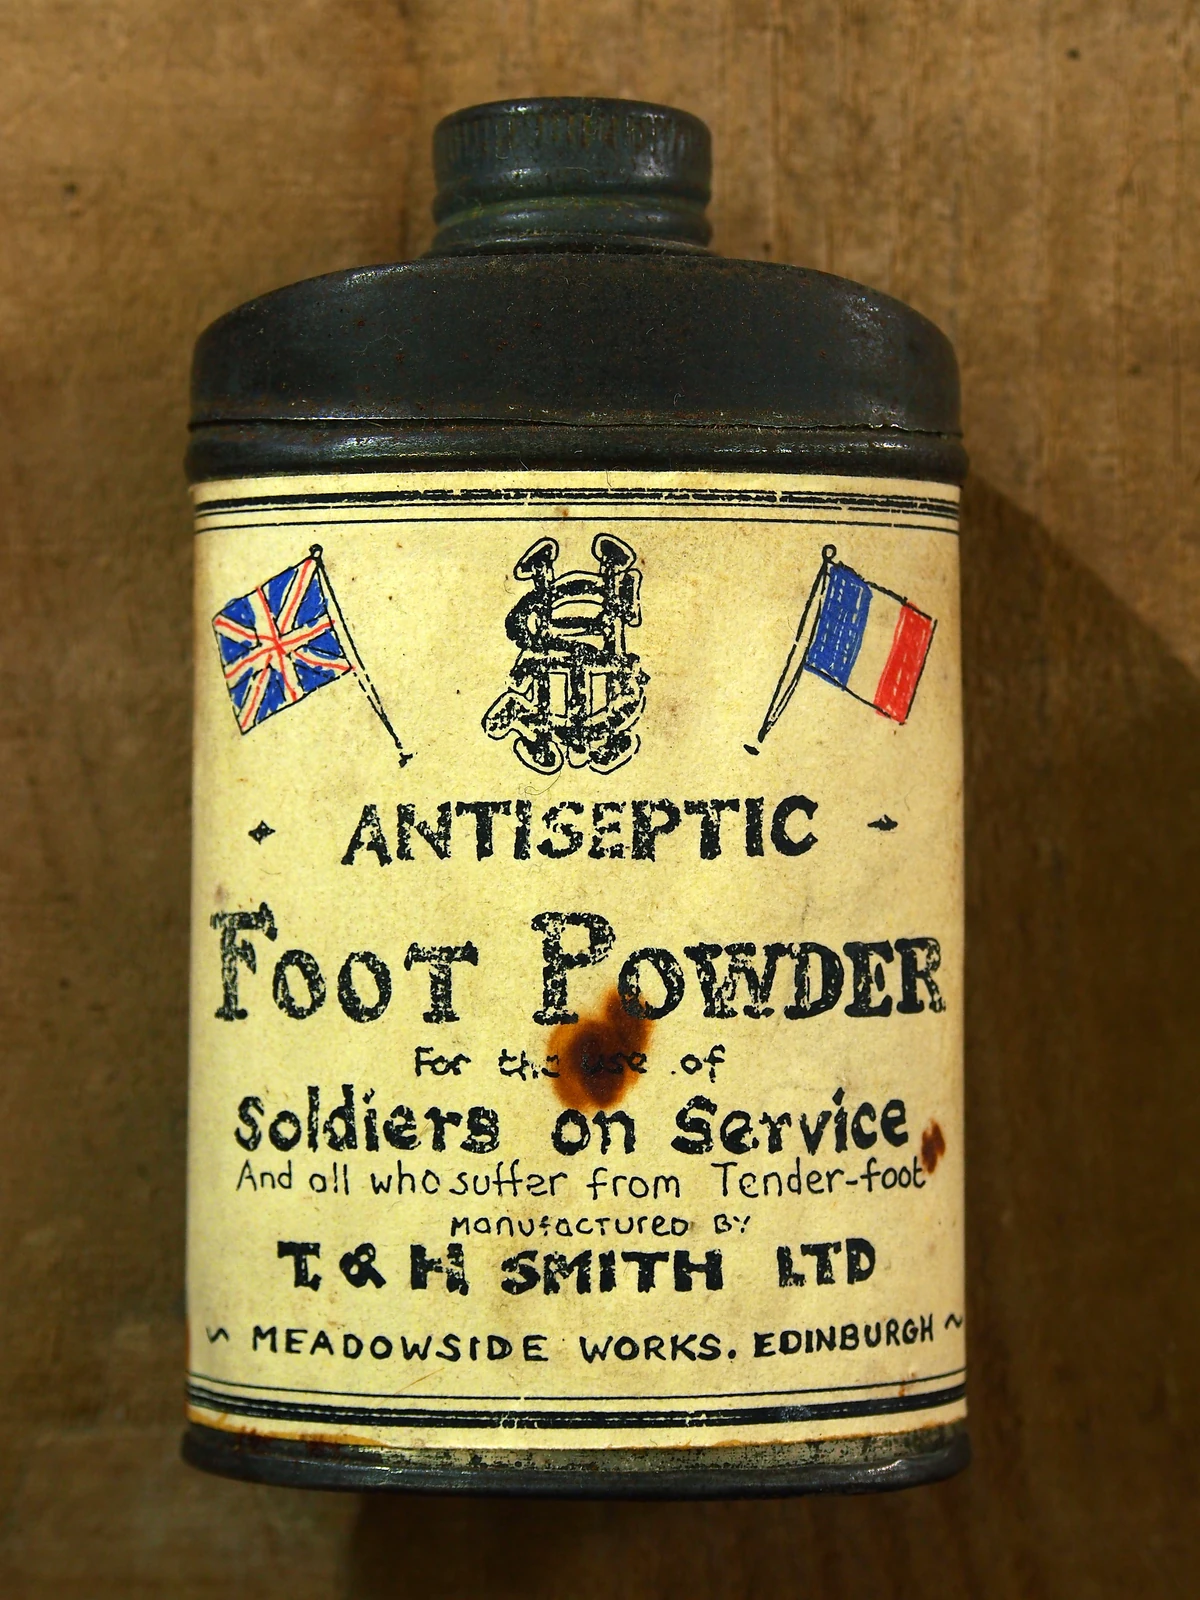 ANTISEPTIC
FOOT POWDER
For the use of
Soldiers on Service
And all who suffer from Tender-foot
MANUFACTURED BY
T. & H SMITH LTD
~ MEADOWSIDE WORKS. EDINBURGH ~